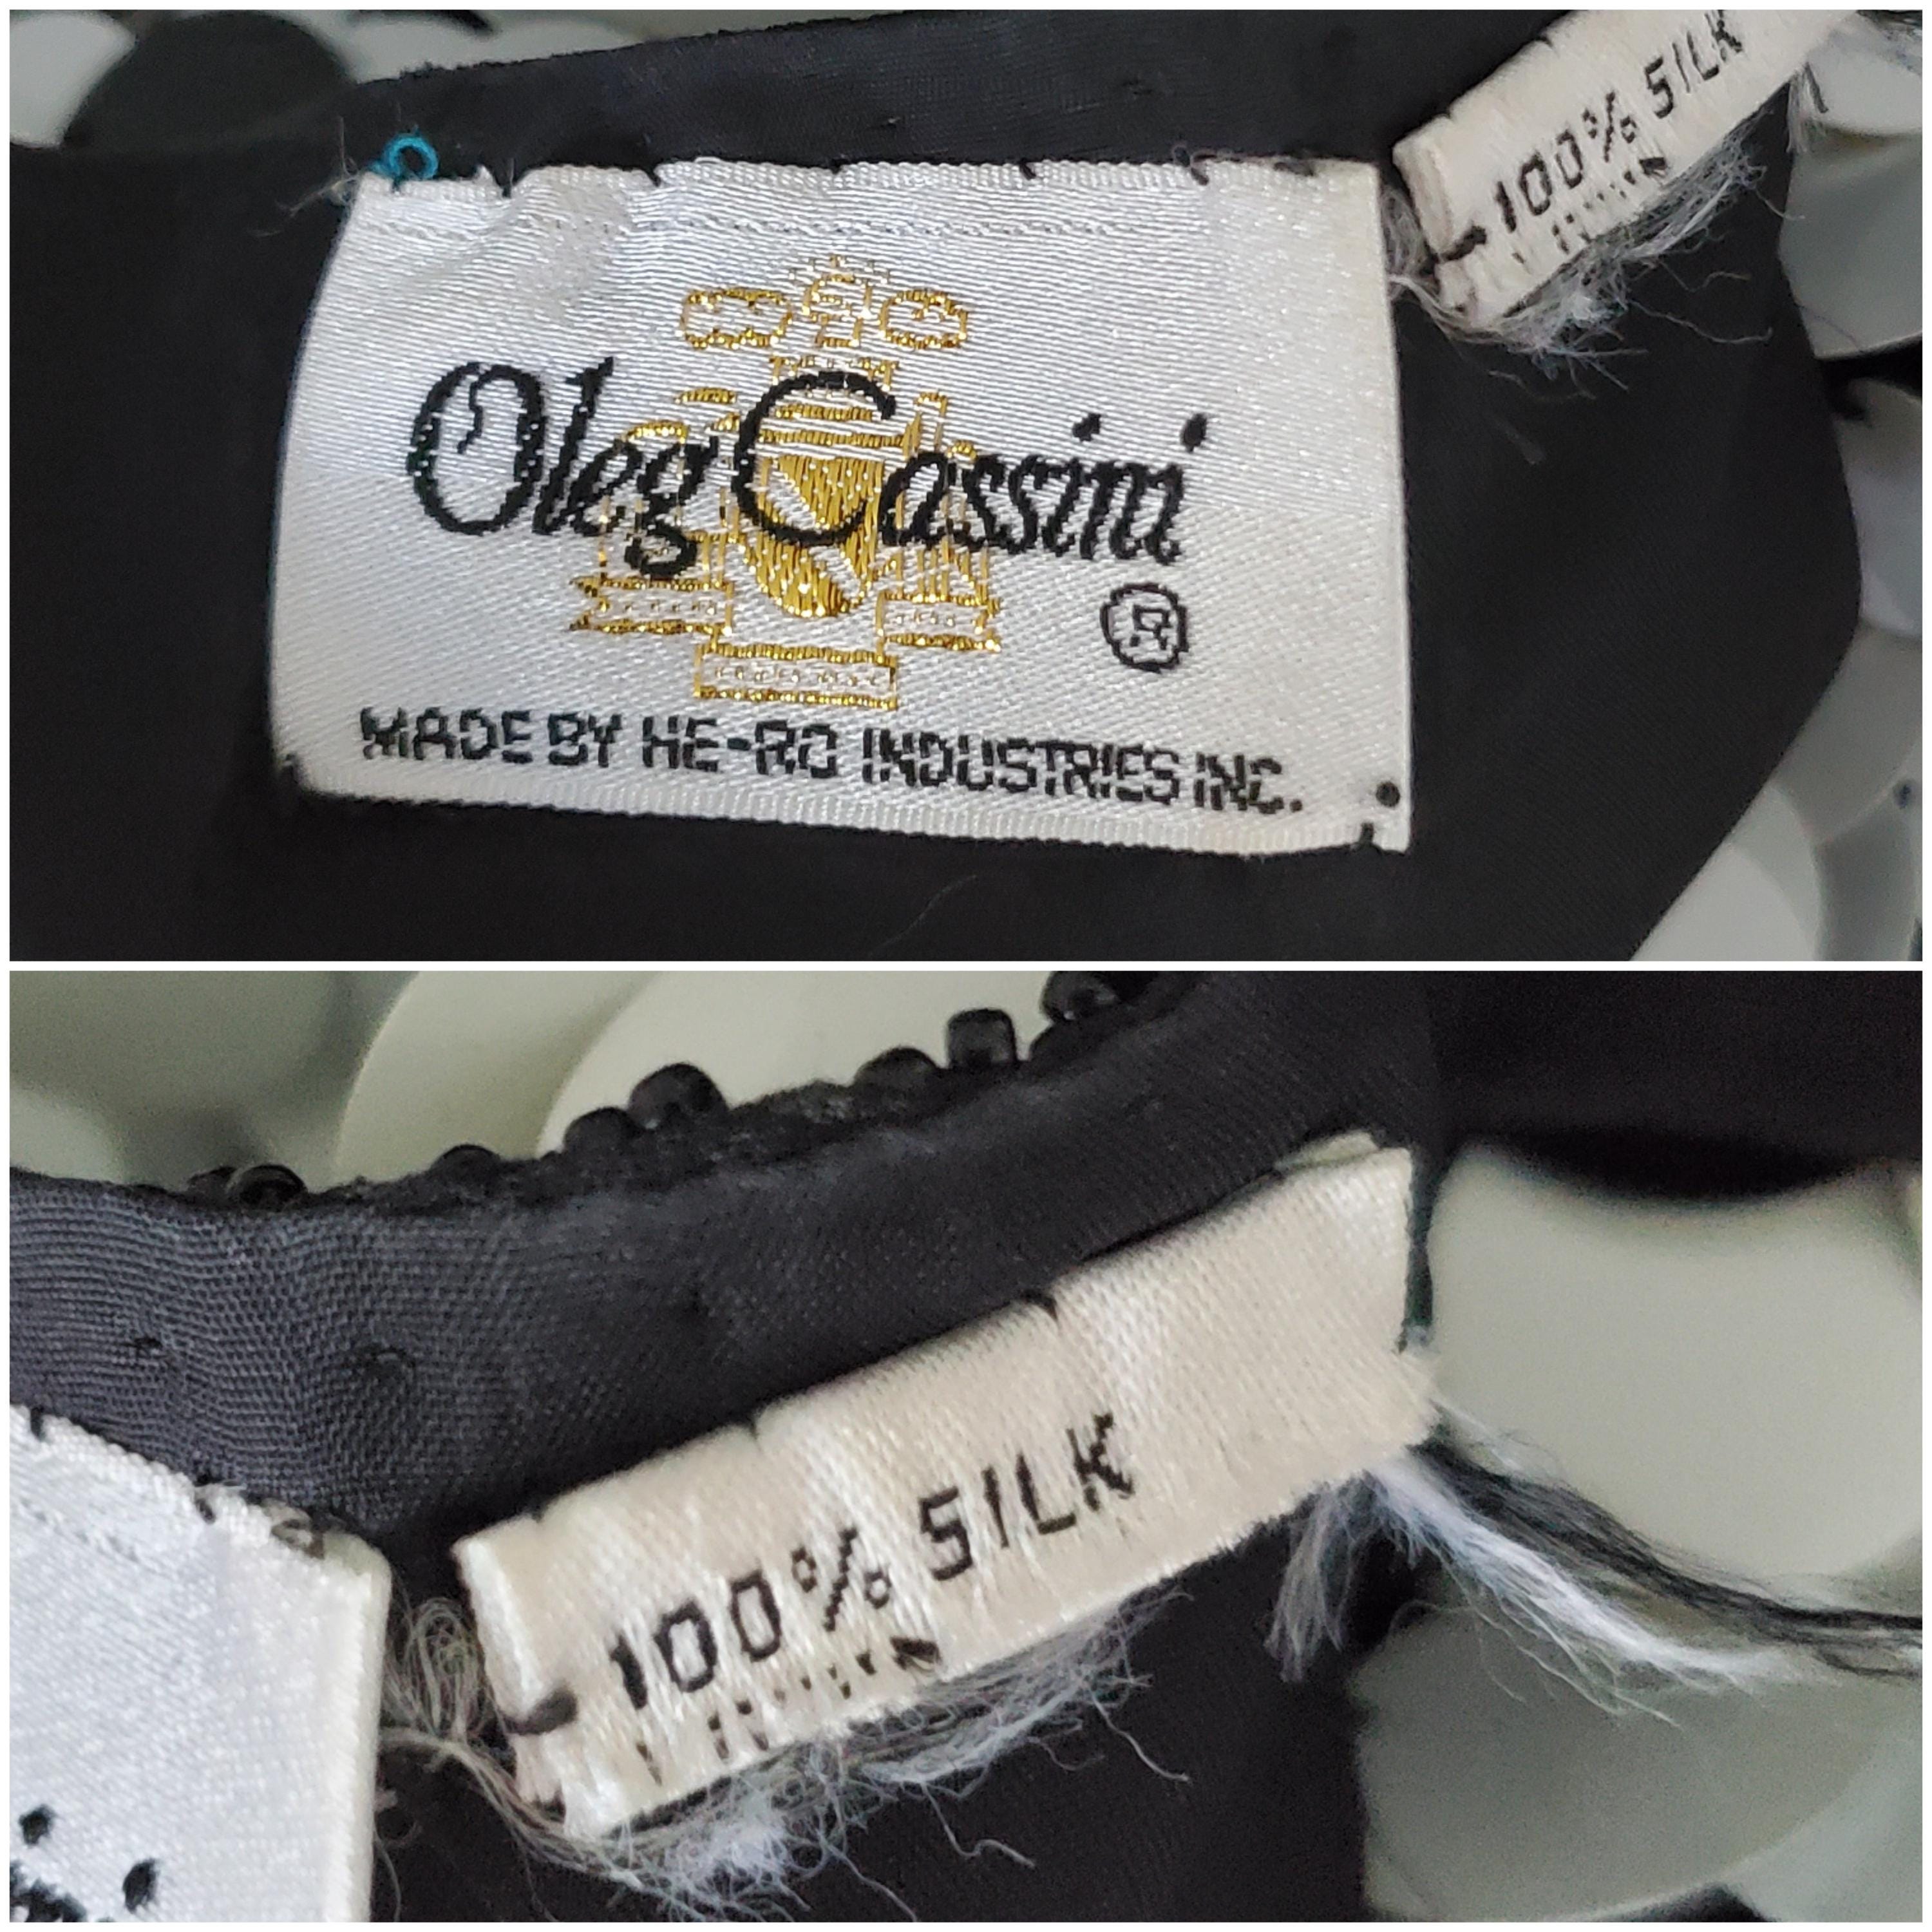 100% SILK
Oleg Cassini
®
MADE BY HE-RO INDUSTRIES INC.
100% SILK